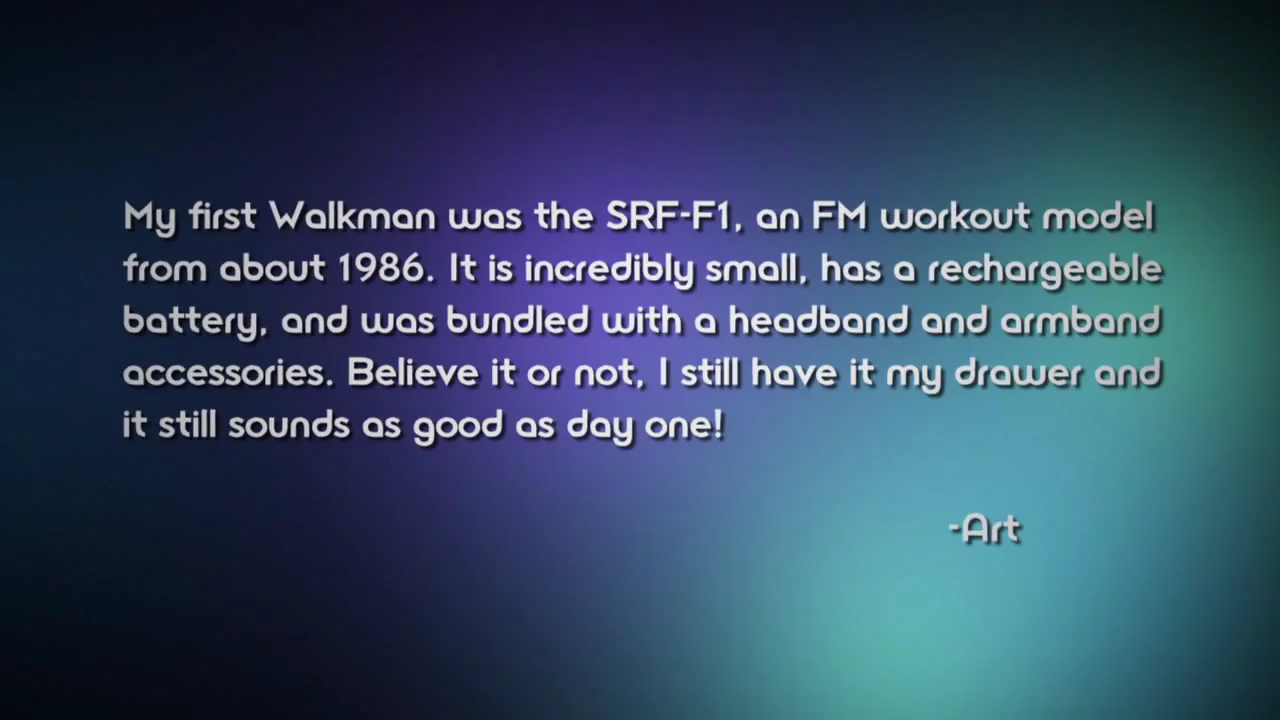 My first Walkman was the SRF-F1, an FM workout model
from about 1986. It is incredibly small, has a rechargeable
battery, and was bundled with a headband and armband
accessories. Believe it or not, I still have it my drawer and
it still sounds as good as day one!
-Art